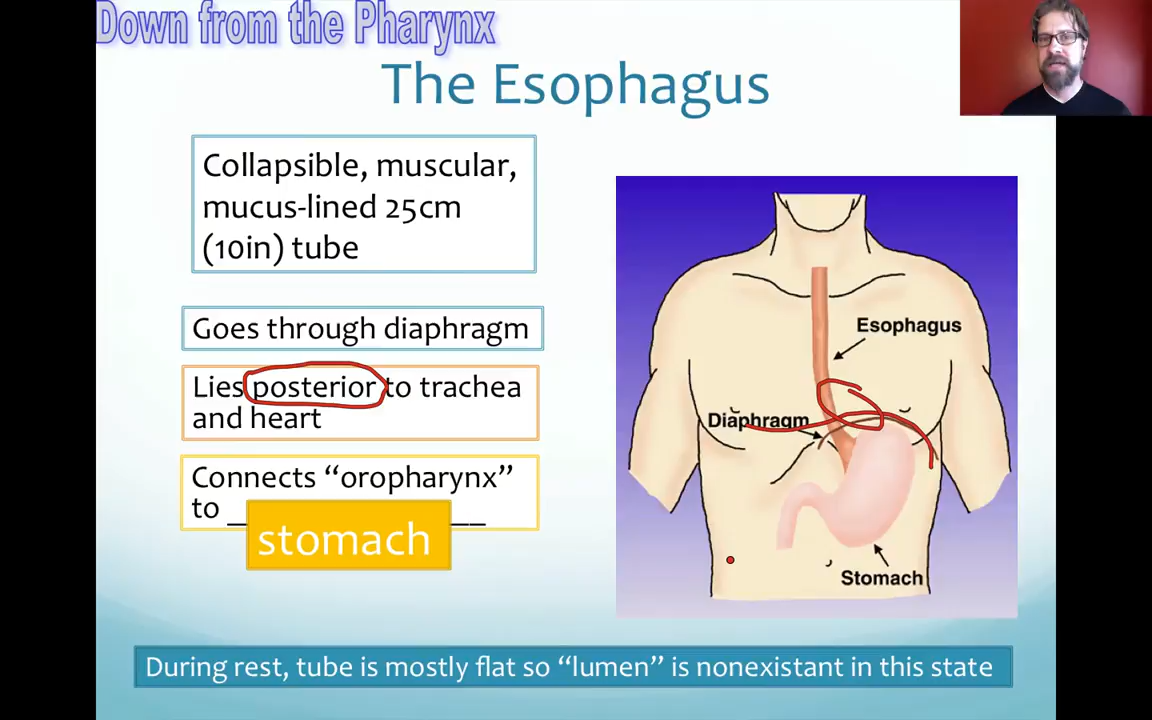 Down from the Pharynx
The Esophagus
Collapsible, muscular,
mucus-lined 25cm
(10in) tube
Goes through diaphragm
Lies posterior to trachea
and heart
Connects “oropharynx”
to ____
stomach
Esophagus
Diaphragm
Stomach
During rest, tube is mostly flat so “lumen” is nonexistant in this state